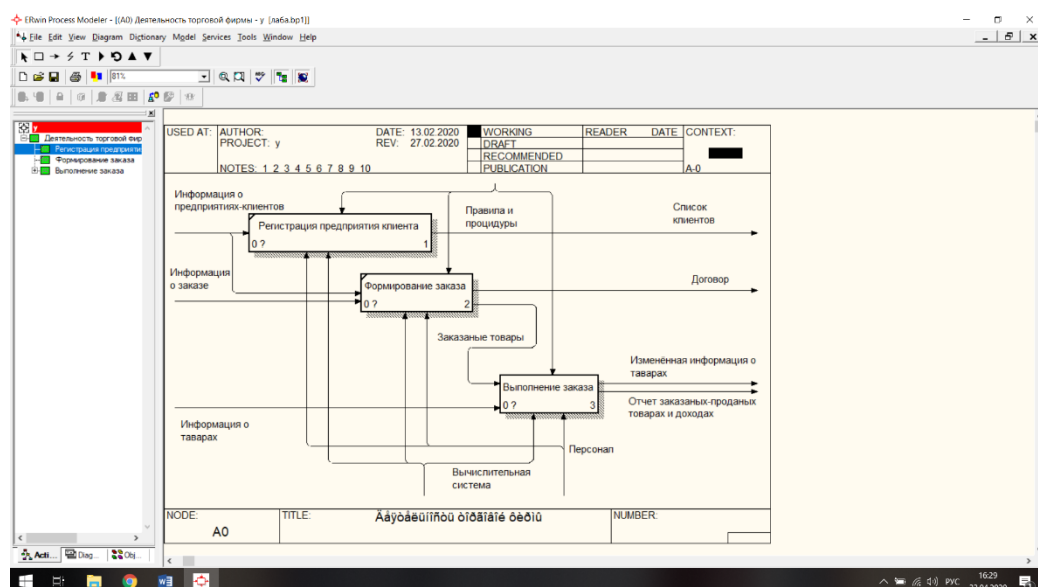 ERwin Process Modeler - [(A0) Деятельность торговой фирмы - y [лаба.bp1]]
File Edit View Diagram Dictionary Model Services Tools Window Help
81%
y
Деятельность торговой фир
Регистрация предприяти
Формирование заказа
Выполнение заказа
Acti... Diag... Obj...
USED AT: AUTHOR: DATE: 13.02.2020 WORKING READER DATE CONTEXT:
PROJECT: y REV: 27.02.2020 DRAFT
RECOMMENDED
NOTES: 1 2 3 4 5 6 7 8 9 10 PUBLICATION A-0
Информация о
предприятиях-клиентов
Правила и
процедуры
Список
клиентов
Регистрация предприятия клиента
0 ? 1
Информация
о заказе
Формирование заказа
0 ? 2
Договор
Заказаные товары
Изменённая информация о
таварах
Выполнение заказа
0 ? 3
Отчет заказаных-проданых
товарах и доходах
Информация о
таварах
Персонал
Вычислительная
система
NODE: TITLE: NUMBER:
A0
16:29
РУС